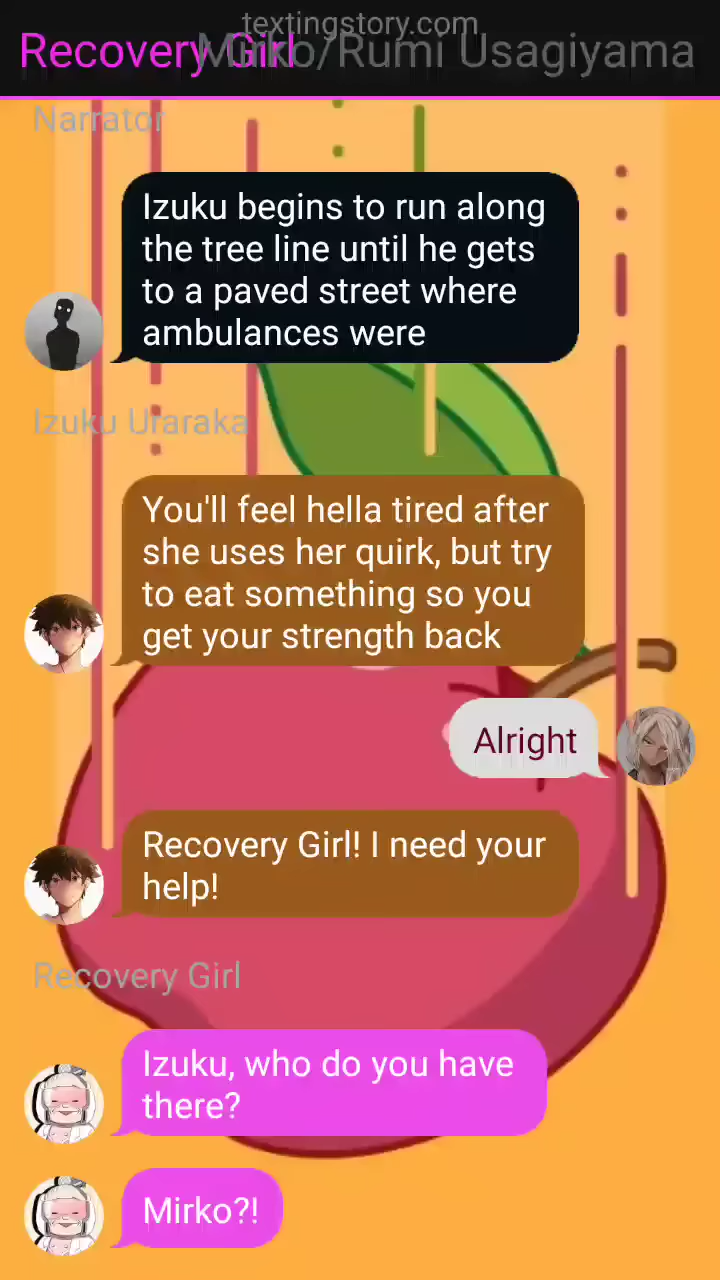 textingstory.com
Recovery Girl
Mirko/Rumi Usagiyama
Narrator
Izuku begins to run along
the tree line until he gets
to a paved street where
ambulances were
Izuku Uraraka
You'll feel hella tired after
she uses her quirk, but try
to eat something so you
get your strength back
Alright
Recovery Girl! I need your
help!
Recovery Girl
Izuku, who do you have
there?
Mirko?!